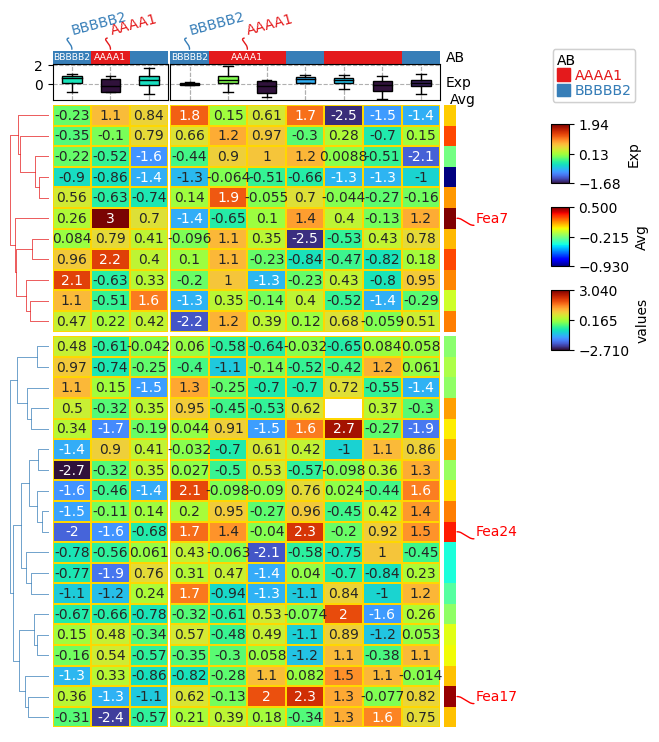 BBBBB2 AAAA1 BBBBB2 AAAA1
BBBBB2 AAAA1 BBBBB2 AAAA1 AB
2
0
Exp
Avg
-0.23 1.1 0.84 1.8 0.15 0.61 1.7 -2.5 -1.5 -1.4
-0.35 -0.1 0.79 0.66 1.2 0.97 -0.3 0.28 -0.7 0.15
-0.22 -0.52 -1.6 -0.44 0.9 1 1.2 0.0088 -0.51 -2.1
-0.9 -0.86 -1.4 -1.3 -0.064 -0.51 -0.66 -1.3 -1.3 -1
0.56 -0.63 -0.74 0.14 1.9 -0.055 0.7 -0.044 -0.27 -0.16
0.26 3 0.7 -1.4 -0.65 0.1 1.4 0.4 -0.13 1.2 Fea7
0.084 0.79 0.41 -0.096 1.1 0.35 -2.5 -0.53 0.43 0.78
0.96 2.2 0.4 0.1 1.1 -0.23 -0.84 -0.47 -0.82 0.18
2.1 -0.63 0.33 -0.2 1 -1.3 -0.23 0.43 -0.8 0.95
1.1 -0.51 1.6 -1.3 0.35 -0.14 0.4 -0.52 -1.4 -0.29
0.47 0.22 0.42 -2.2 1.2 0.39 0.12 0.68 -0.059 0.51
0.48 -0.61 -0.042 0.06 -0.58 -0.64 -0.032 -0.65 0.084 0.058
0.97 -0.74 -0.25 -0.4 -1.1 -0.14 -0.52 -0.42 1.2 0.061
1.1 0.15 -1.5 1.3 -0.25 -0.7 -0.7 0.72 -0.55 -1.4
0.5 -0.32 0.35 0.95 -0.45 -0.53 0.62 0.37 -0.3
0.34 -1.7 -0.19 0.044 0.91 -1.5 1.6 2.7 -0.27 -1.9
-1.4 0.9 0.41 -0.032 -0.7 0.61 0.42 -1 1.1 0.86
-2.7 -0.32 0.35 0.027 -0.5 0.53 -0.57 -0.098 0.36 1.3
-1.6 -0.46 -1.4 2.1 -0.098 -0.09 0.76 0.024 -0.44 1.6
-1.5 -0.11 0.14 0.2 0.95 -0.27 0.96 -0.45 0.42 1.4
-2 -1.6 -0.68 1.7 1.4 -0.04 2.3 -0.2 0.92 1.5 Fea24
-0.78 -0.56 0.061 0.43 -0.063 -2.1 -0.58 -0.75 1 -0.45
-0.77 -1.9 0.76 0.31 0.47 -1.4 0.04 -0.7 -0.84 0.23
-1.1 -1.2 0.24 1.7 -0.94 -1.3 -1.1 0.84 -1 1.2
-0.67 -0.66 -0.78 -0.32 -0.61 0.53 -0.074 2 -1.6 0.26
0.15 0.48 -0.34 0.57 -0.48 0.49 -1.1 0.89 -1.2 0.053
-0.16 0.54 -0.57 -0.35 -0.3 0.058 -1.2 1.1 -0.38 1.1
-1.3 0.33 -0.86 -0.82 -0.28 1.1 0.082 1.5 1.1 -0.014
0.36 -1.3 -1.1 0.62 -0.13 2 2.3 1.3 -0.077 0.82 Fea17
-0.31 -2.4 -0.57 0.21 0.39 0.18 -0.34 1.3 1.6 0.75
AB
AAAA1
BBBBB2
1.94
0.13
−1.68
Exp
0.500
−0.215
−0.930
Avg
3.040
0.165
−2.710
values